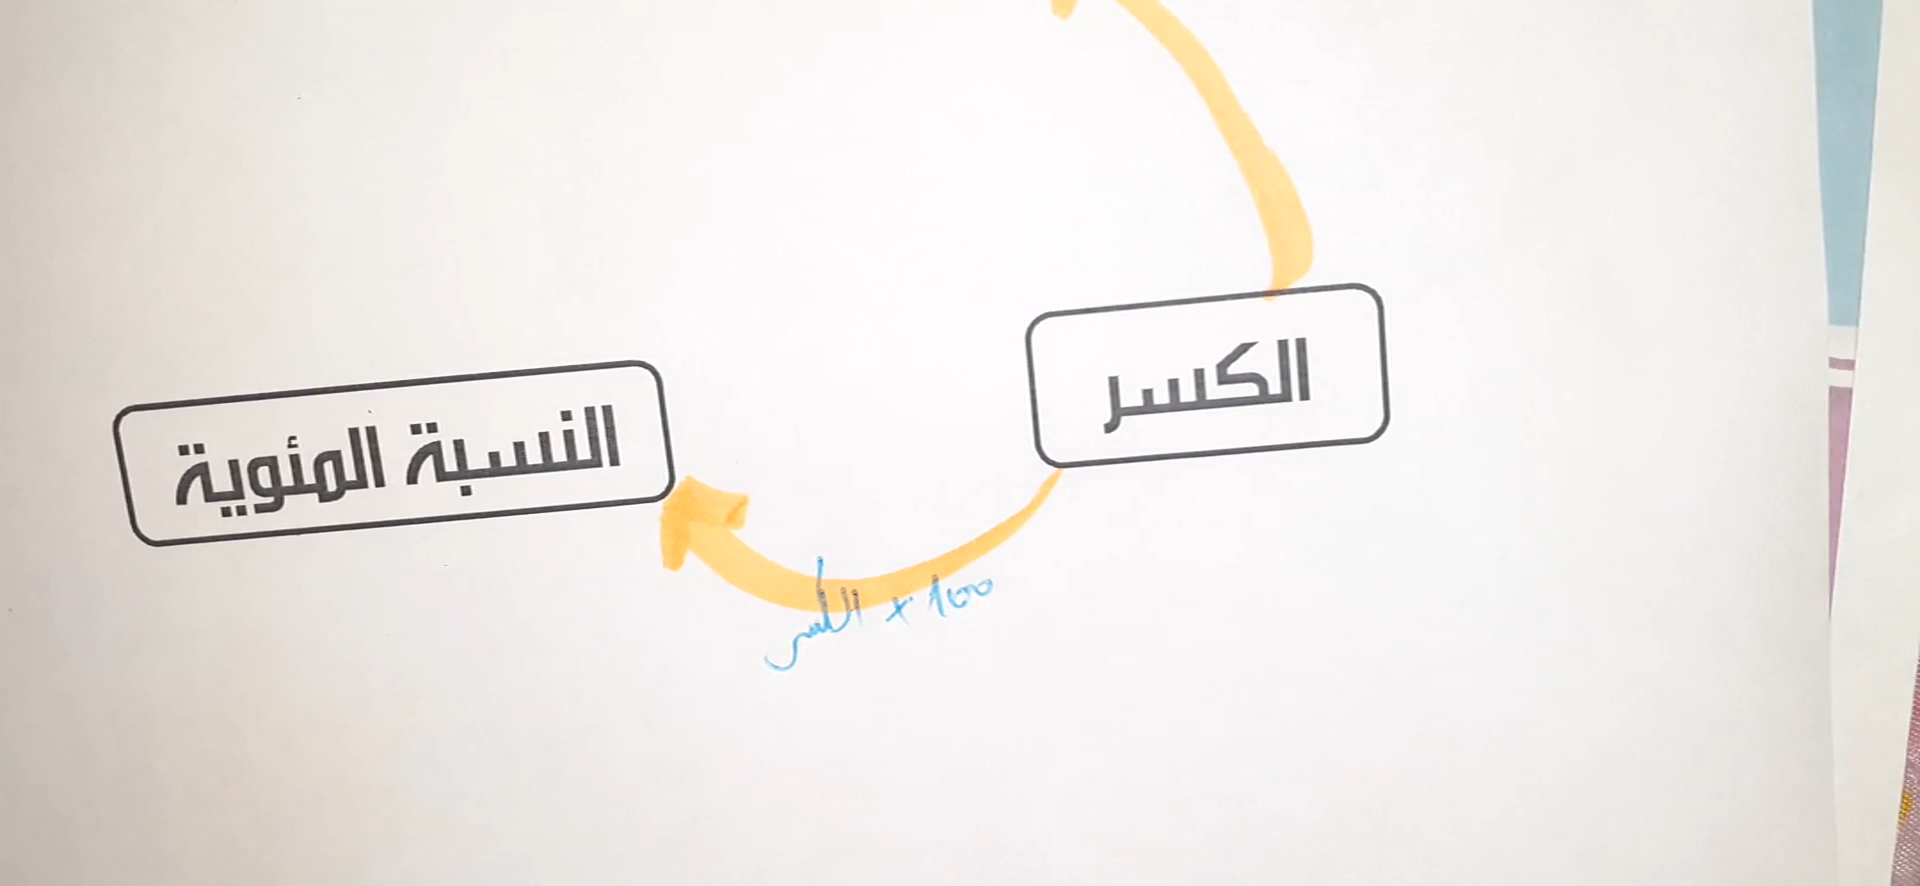 الكسر
النسبة المئوية
الكسر × 100